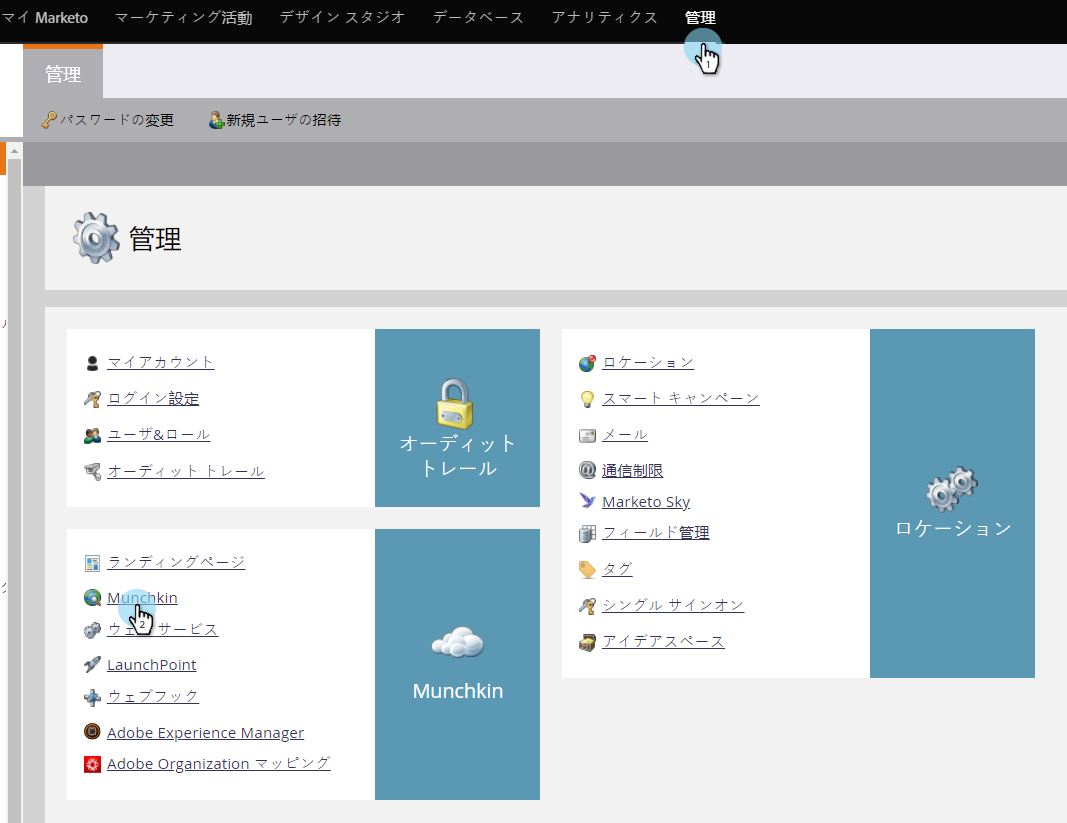 マイ Marketo マーケティング活動 デザイン スタジオ データベース アナリティクス 管理
1
管理
パスワードの変更 新規ユーザの招待
管理
マイアカウント
ログイン設定
ユーザ&ロール
オーディット トレール
オーディット
トレール
ランディングページ
Munchkin
2
ウェブサービス
LaunchPoint
ウェブフック
Adobe Experience Manager
Adobe Organization マッピング
Munchkin
ロケーション
スマート キャンペーン
メール
通信制限
Marketo Sky
フィールド管理
タグ
シングル サインオン
アイデアスペース
ロケーション